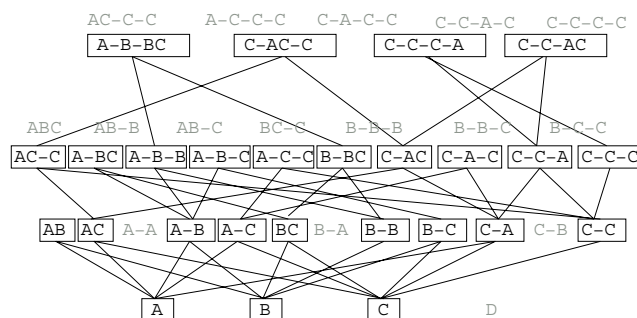 AC-C-C A-C-C-C C-A-C-C C-C-A-C C-C-C-C
A-B-BC C-AC-C C-C-C-A C-C-AC
ABC AB-B AB-C BC-C B-B-B B-B-C B-C-C
AC-C A-BC A-B-B A-B-C A-C-C B-BC C-AC C-A-C C-C-A C-C-C
AB AC A-A A-B A-C BC B-A B-B B-C C-A C-B C-C
A B C D